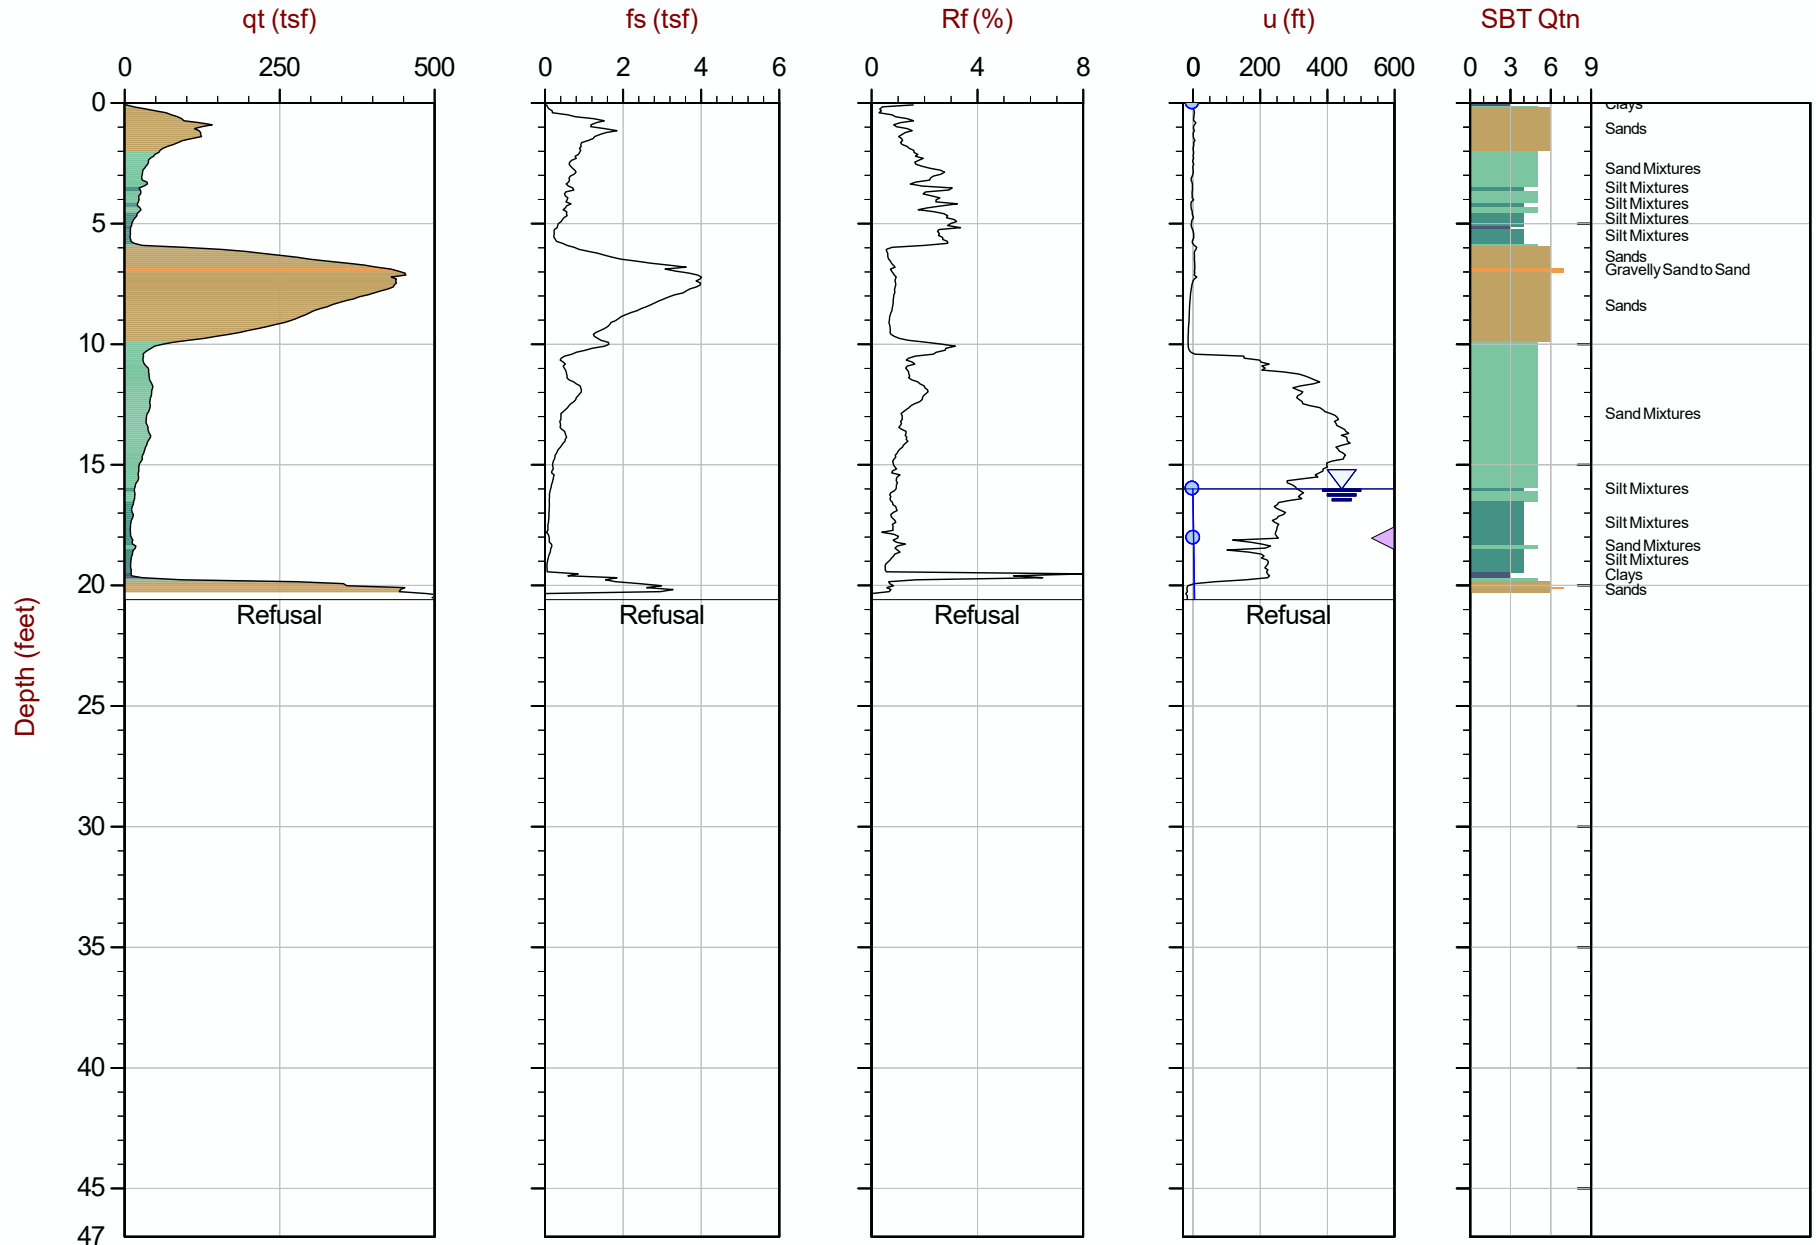 qt (tsf) fs (tsf) Rf (%) u (ft) SBT Qtn
0 250 500 0 2 4 6 0 4 8 0 200 400 600 0 3 6 9
0
Clays
Sands
Sand Mixtures
Silt Mixtures
Silt Mixtures
Silt Mixtures
5
Silt Mixtures
Sands
Gravelly Sand to Sand
Sands
10
Sand Mixtures
15
Silt Mixtures
Silt Mixtures
Sand Mixtures
Silt Mixtures
Clays
20
Sands
Refusal Refusal Refusal Refusal
Depth (feet)
25
30
35
40
45
47